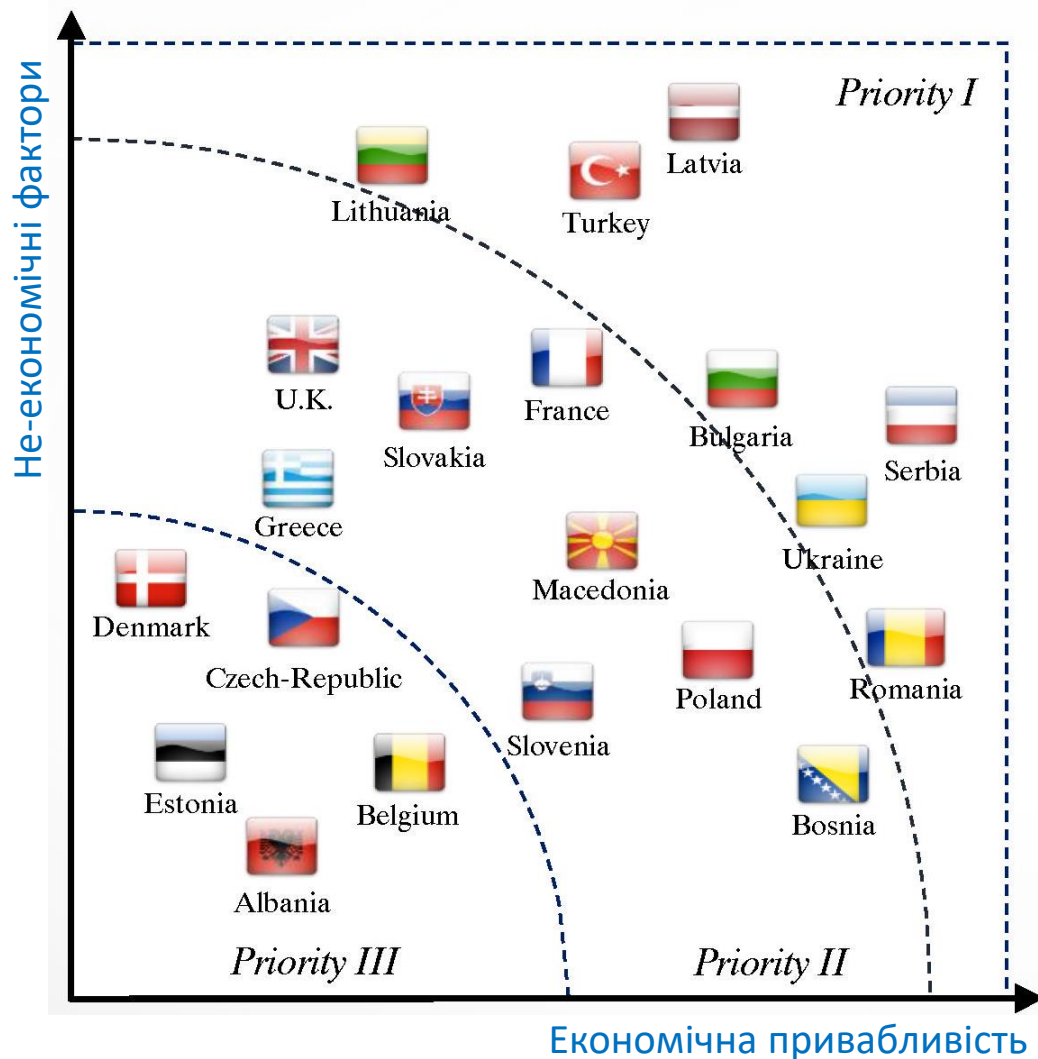 Не-економічні фактори
Priority I
Latvia
Lithuania
Turkey
U.K.
France
Slovakia
Bulgaria
Serbia
Greece
Ukraine
Macedonia
Denmark
Czech-Republic
Poland
Romania
Slovenia
Estonia
Belgium
Bosnia
Albania
Priority III
Priority II
Економічна привабливість